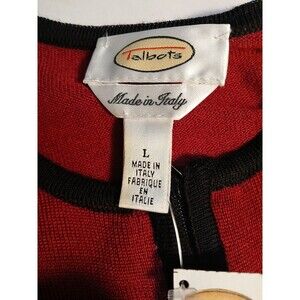 Talbots
Made in Italy
L
MADE IN
ITALY
FABRIQUE
EN
ITALIE